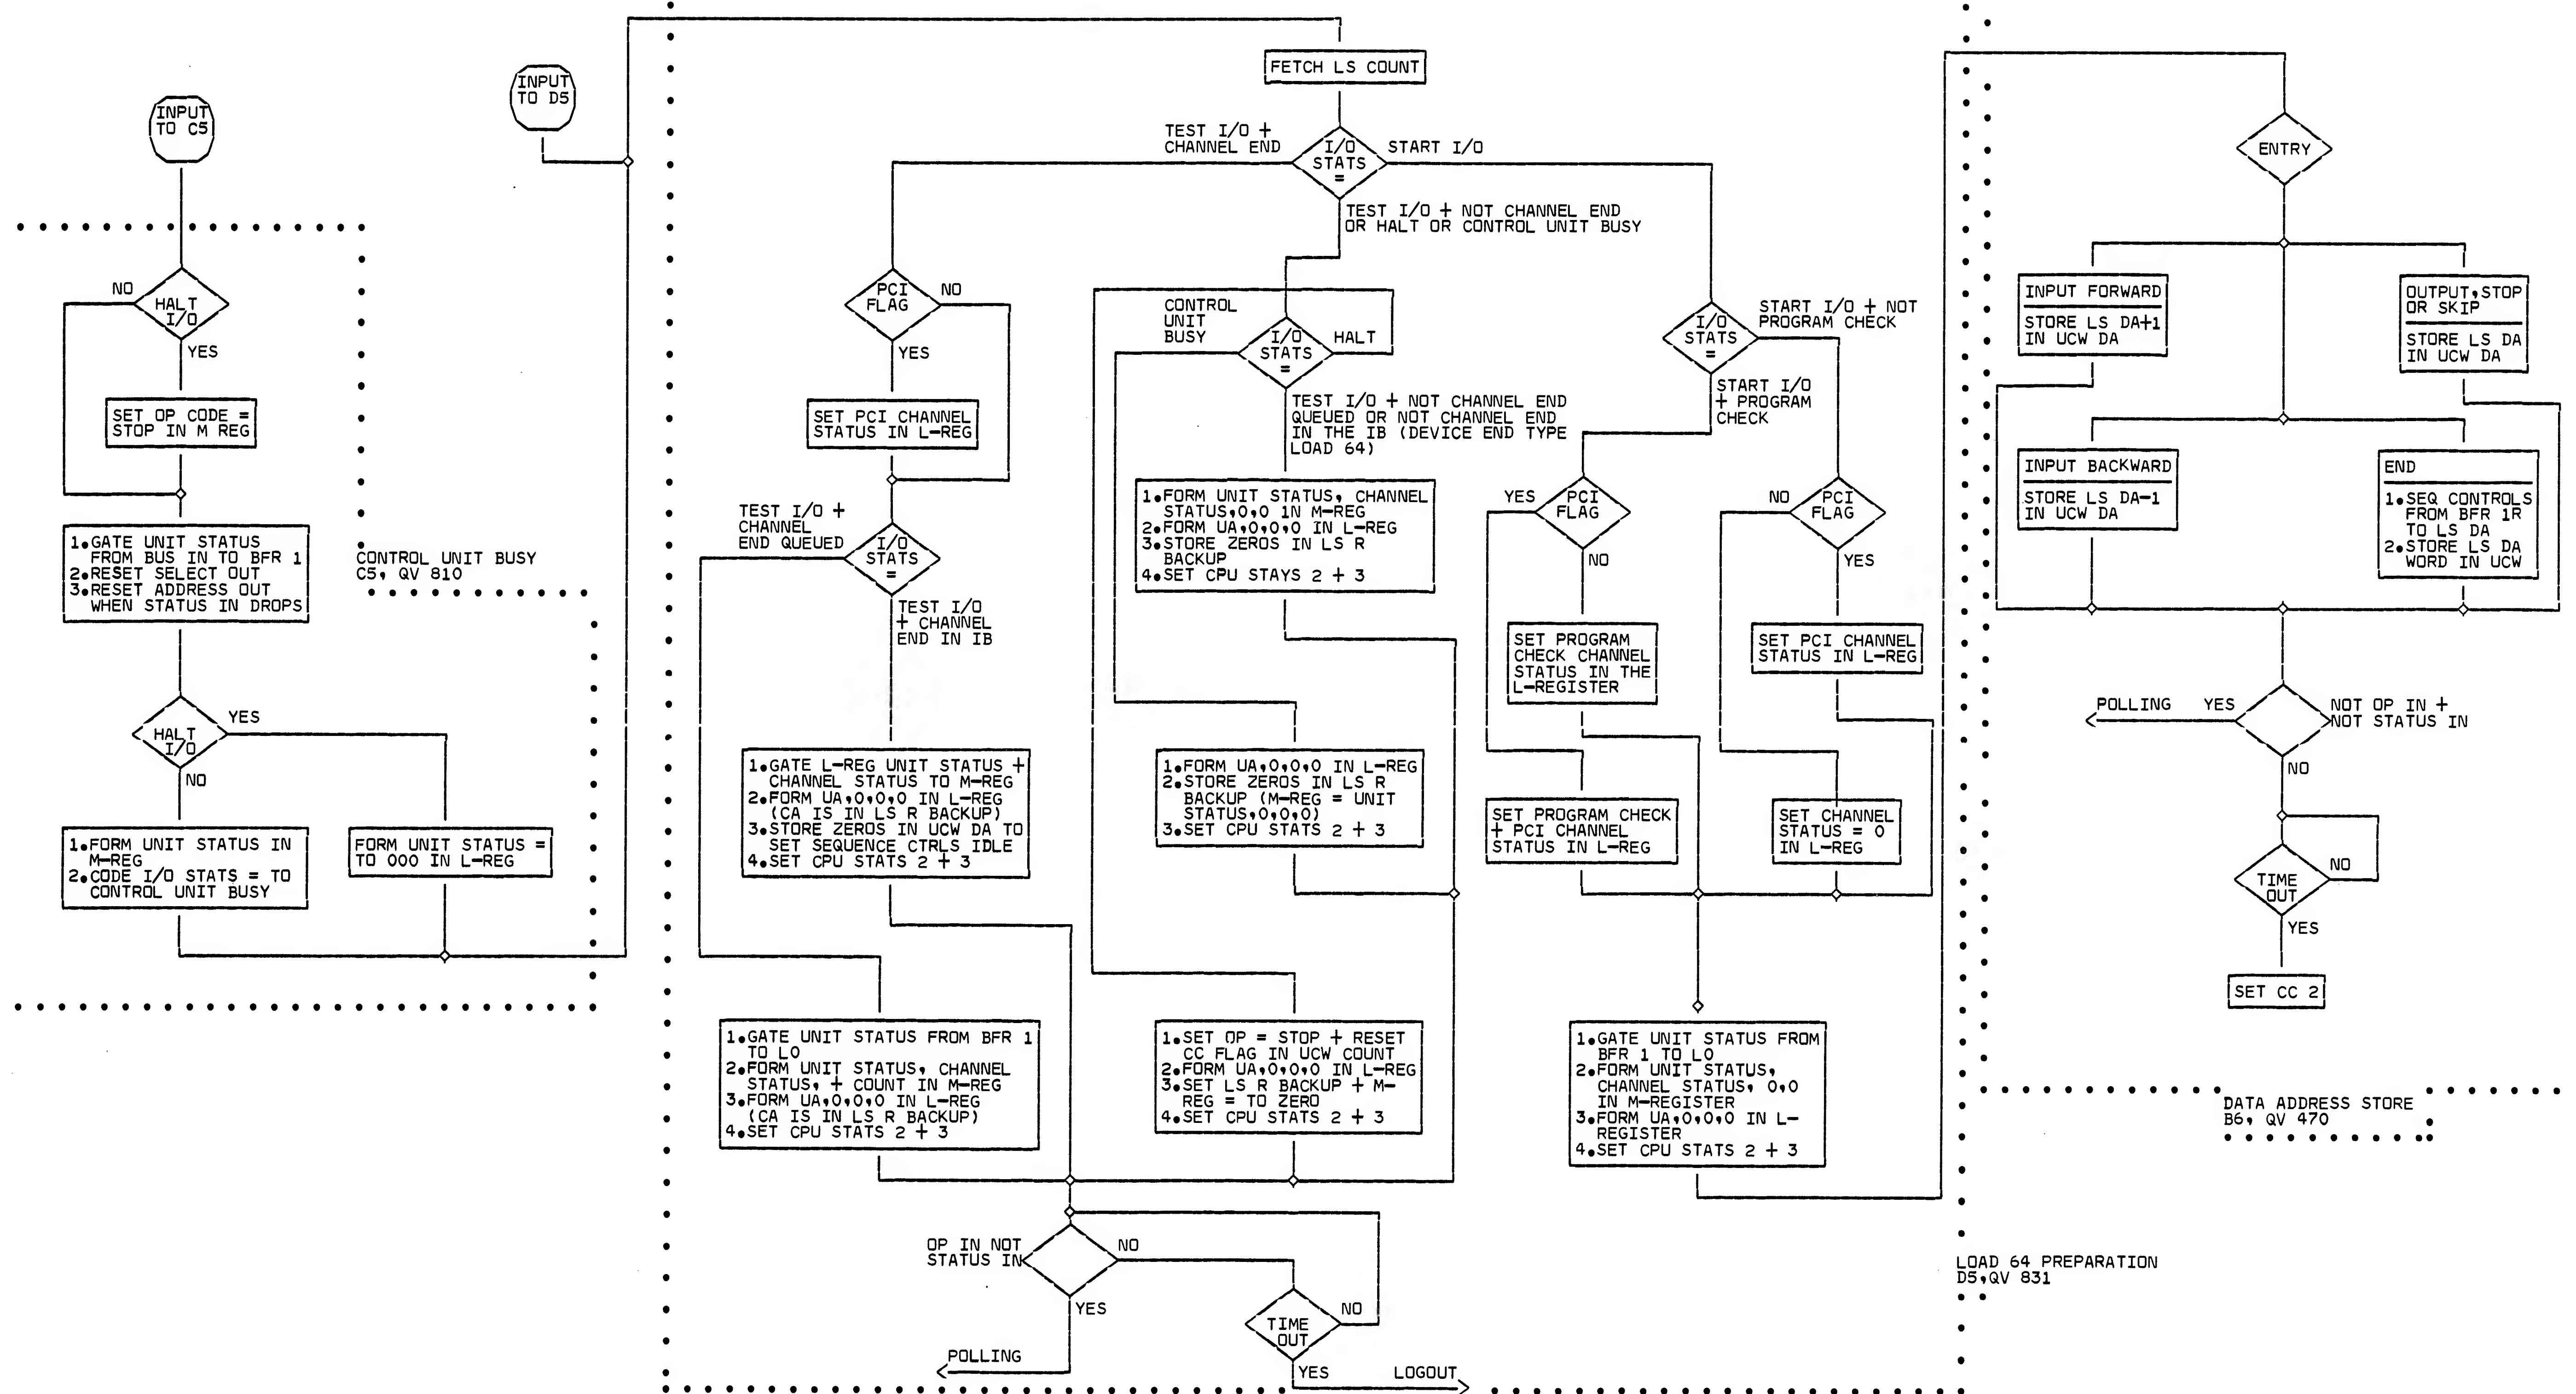 INPUT
TO C5
NO
HALT
I/O
YES
SET OP CODE =
STOP IN M REG
1.GATE UNIT STATUS
FROM BUS IN TO BFR 1
2.RESET SELECT OUT
3.RESET ADDRESS OUT
WHEN STATUS IN DROPS
CONTROL UNIT BUSY
C5, QV 810
HALT
I/O
YES
NO
1.FORM UNIT STATUS IN
M-REG
2.CODE I/O STATS = TO
CONTROL UNIT BUSY
FORM UNIT STATUS =
TO 000 IN L-REG
INPUT
TO D5
FETCH LS COUNT
TEST I/O +
CHANNEL END
I/O
STATS
=
START I/O
TEST I/O + NOT CHANNEL END
OR HALT OR CONTROL UNIT BUSY
PCI
FLAG
NO
YES
SET PCI CHANNEL
STATUS IN L-REG
TEST I/O +
CHANNEL
END QUEUED
I/O
STATS
=
TEST I/O
+ CHANNEL
END IN IB
1.GATE L-REG UNIT STATUS +
CHANNEL STATUS TO M-REG
2.FORM UA,0,0,0 IN L-REG
(CA IS IN LS R BACKUP)
3.STORE ZEROS IN UCW DA TO
SET SEQUENCE CTRLS IDLE
4.SET CPU STATS 2 + 3
1.GATE UNIT STATUS FROM BFR 1
TO LO
2.FORM UNIT STATUS, CHANNEL
STATUS, + COUNT IN M-REG
3.FORM UA,0,0,0 IN L-REG
(CA IS IN LS R BACKUP)
4.SET CPU STATS 2 + 3
CONTROL
UNIT
BUSY
I/O
STATS
=
HALT
TEST I/O + NOT CHANNEL END
QUEUED OR NOT CHANNEL END
IN THE IB (DEVICE END TYPE
LOAD 64)
1.FORM UNIT STATUS, CHANNEL
STATUS,0,0 IN M-REG
2.FORM UA,0,0,0 IN L-REG
3.STORE ZEROS IN LS R
BACKUP
4.SET CPU STAYS 2 + 3
1.FORM UA,0,0,0 IN L-REG
2.STORE ZEROS IN LS R
BACKUP (M-REG = UNIT
STATUS,0,0,0)
3.SET CPU STATS 2 + 3
1.SET OP = STOP + RESET
CC FLAG IN UCW COUNT
2.FORM UA,0,0,0 IN L-REG
3.SET LS R BACKUP + M-
REG = TO ZERO
4.SET CPU STATS 2 + 3
OP IN NOT
STATUS IN
NO
YES
POLLING
TIME
OUT
NO
YES
LOGOUT
I/O
STATS
=
START I/O + NOT
PROGRAM CHECK
START I/O
+ PROGRAM
CHECK
YES
PCI
FLAG
NO
NO
PCI
FLAG
YES
SET PROGRAM
CHECK CHANNEL
STATUS IN THE
L-REGISTER
SET PCI CHANNEL
STATUS IN L-REG
SET PROGRAM CHECK
+ PCI CHANNEL
STATUS IN L-REG
SET CHANNEL
STATUS = 0
IN L-REG
1.GATE UNIT STATUS FROM
BFR 1 TO LO
2.FORM UNIT STATUS,
CHANNEL STATUS, 0,0
IN M-REGISTER
3.FORM UA,0,0,0 IN L-
REGISTER
4.SET CPU STATS 2 + 3
LOAD 64 PREPARATION
D5,QV 831
ENTRY
INPUT FORWARD
STORE LS DA+1
IN UCW DA
OUTPUT,STOP
OR SKIP
STORE LS DA
IN UCW DA
INPUT BACKWARD
STORE LS DA-1
IN UCW DA
END
1.SEQ CONTROLS
FROM BFR 1R
TO LS DA
2.STORE LS DA
WORD IN UCW
POLLING
YES
NOT OP IN +
NOT STATUS IN
NO
TIME
OUT
NO
YES
SET CC 2
DATA ADDRESS STORE
B6, QV 470